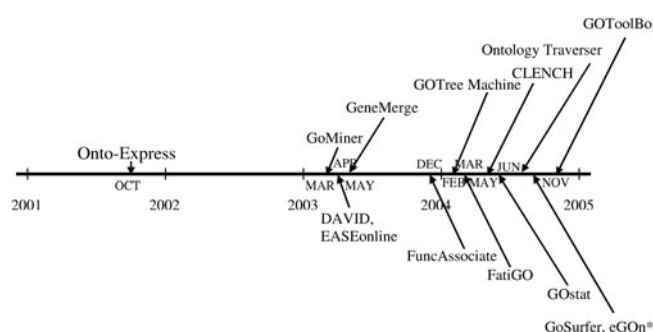 GOToolBox
Ontology Traverser
CLENCH
GOTree Machine
GeneMerge
GoMiner
Onto-Express
APR
DEC
MAR
JUN
OCT
MAR
MAY
FEB
MAY
NOV
2001
2002
2003
2004
2005
DAVID,
EASEonline
FuncAssociate
FatiGO
GOstat
GoSurfer, eGOn*